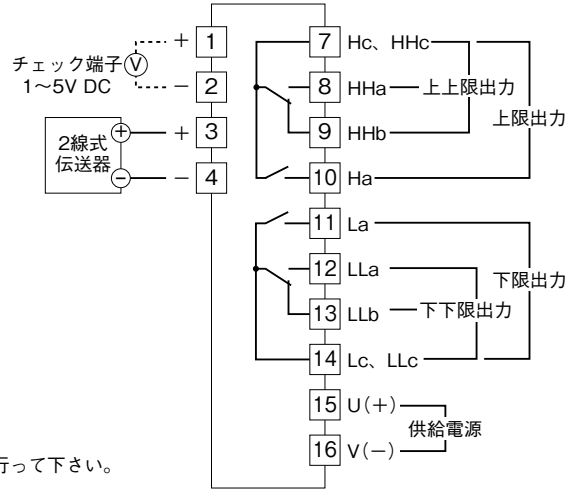 チェック端子
1～5V DC
V
+ 1
− 2
2線式
伝送器
+ + 3
− − 4
7 Hc、HHc
8 HHa 上上限出力
9 HHb
上限出力
10 Ha
11 La
12 LLa
下限出力
13 LLb 下下限出力
14 Lc、LLc
15 U(+)
供給電源
16 V(−)
行って下さい。